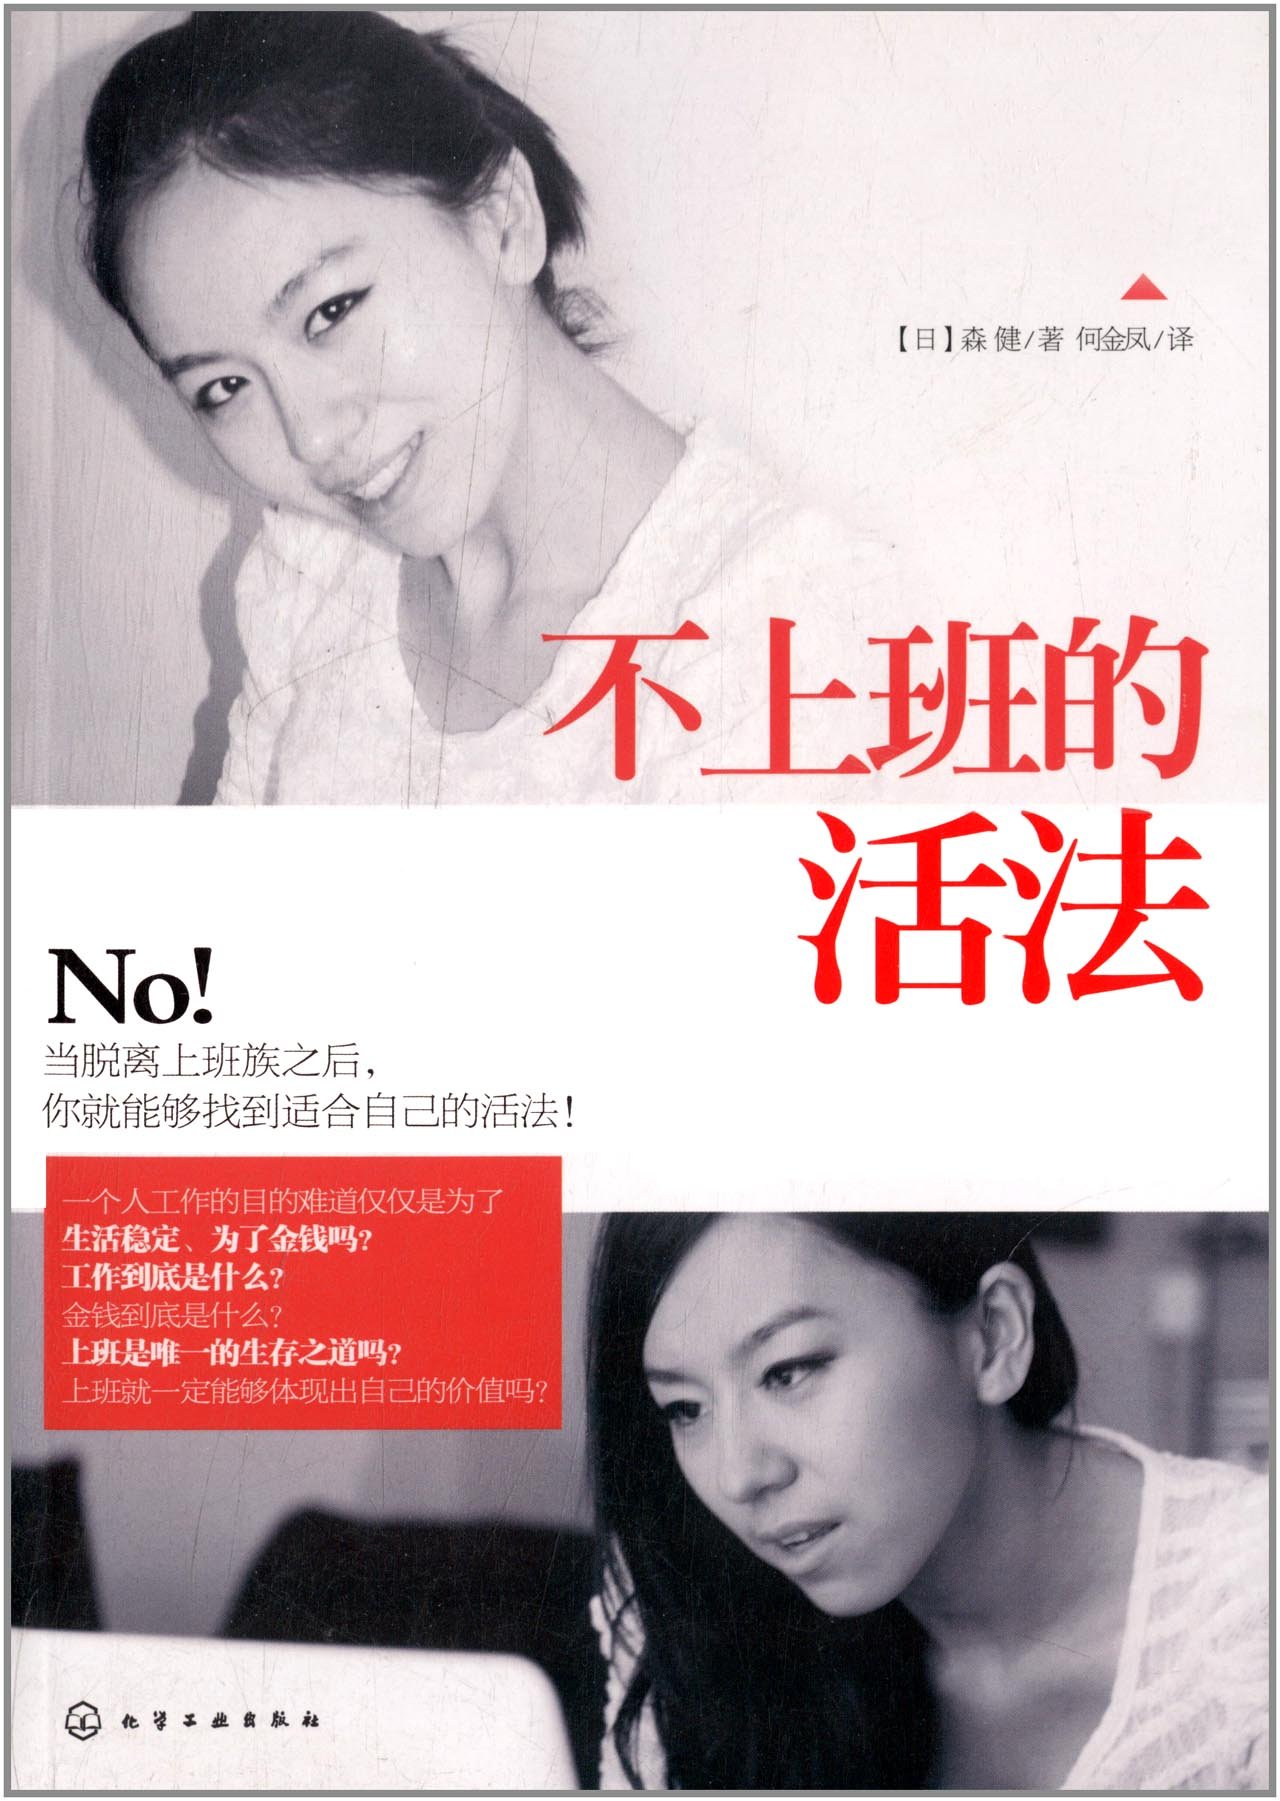 【日】森 健/著 何金凤/译
不上班的
活法
No!
当脱离上班族之后，
你就能够找到适合自己的活法！
一个人工作的目的难道仅仅是为了
生活稳定、为了金钱吗？
工作到底是什么？
金钱到底是什么？
上班是唯一的生存之道吗？
上班就一定能够体现出自己的价值吗？
化学工业出版社